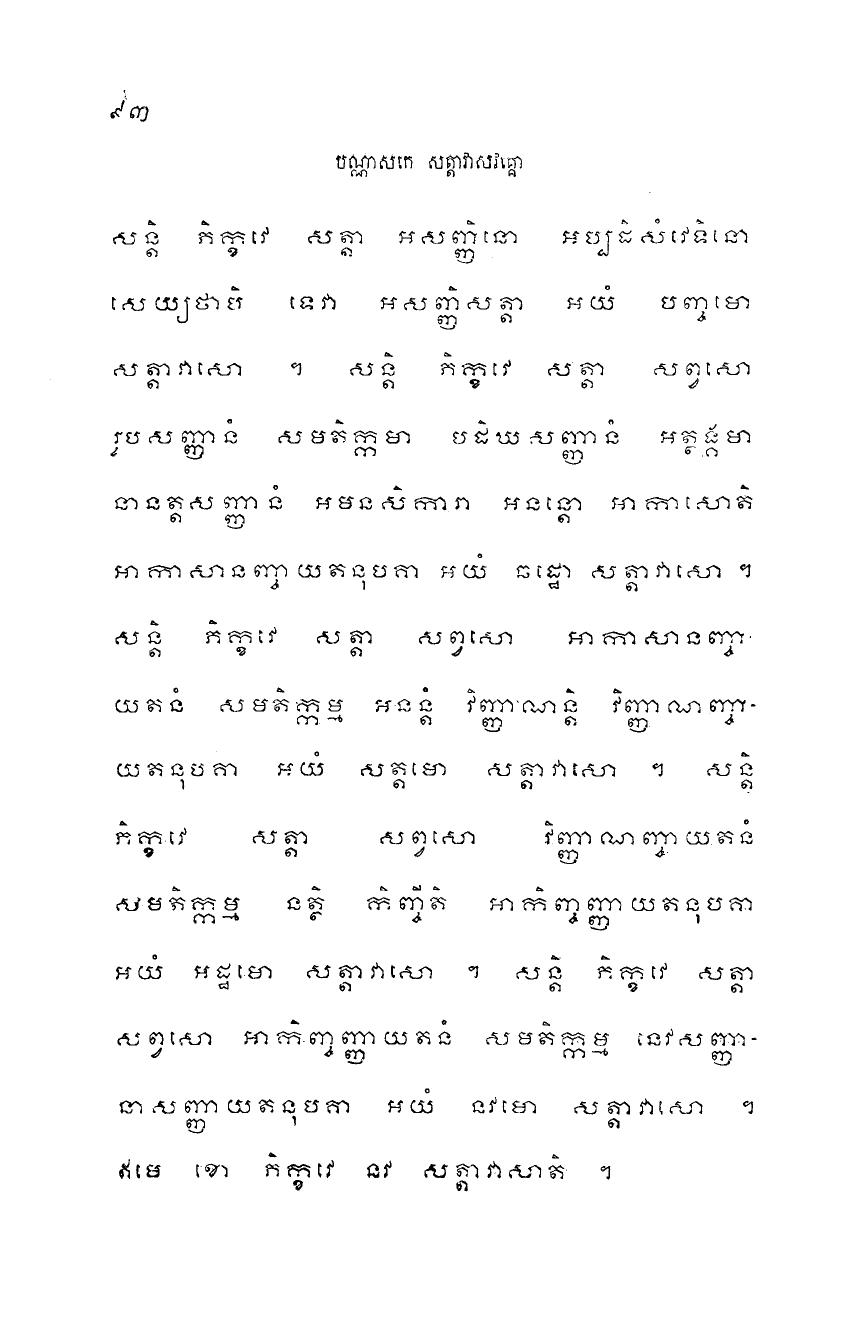 ៩៣
បណ្ណាសកេ សត្តាវាសវគ្គោ
សន្តិ ភិក្ខវេ សត្តា អសញ្ញិនោ អប្បដិសំវេទិនោ
សេយ្យថាបិ ទេវា អសញ្ញិសត្តា អយំ បញ្ចមោ
សត្តាវាសោ ។ សន្តិ ភិក្ខវេ សត្តា សព្វសោ
រូបសញ្ញានំ សមតិក្កមា បដិឃសញ្ញានំ អត្ថង្គមា
នានត្តសញ្ញានំ អមនសិការា អនន្តោ អាកាសោតិ
អាកាសានញ្ចាយតនុបគា អយំ ឆដ្ឋោ សត្តាវាសោ ។
សន្តិ ភិក្ខវេ សត្តា សព្វសោ អាកាសានញ្ចា-
យតនំ សមតិក្កម្ម អនន្តំ វិញ្ញាណន្តិ វិញ្ញាណញ្ចា-
យតនុបគា អយំ សត្តមោ សត្តាវាសោ ។ សន្តិ
ភិក្ខវេ សត្តា សព្វសោ វិញ្ញាណញ្ចាយតនំ
សមតិក្កម្ម នត្ថិ កិញ្ចីតិ អាកិញ្ចញ្ញាយតនុបគា
អយំ អដ្ឋមោ សត្តាវាសោ ។ សន្តិ ភិក្ខវេ សត្តា
សព្វសោ អាកិញ្ចញ្ញាយតនំ សមតិក្កម្ម នេវសញ្ញា-
នាសញ្ញាយតនុបគា អយំ នវមោ សត្តាវាសោ ។
ឥមេ ខោ ភិក្ខវេ នវ សត្តាវាសាតិ ។